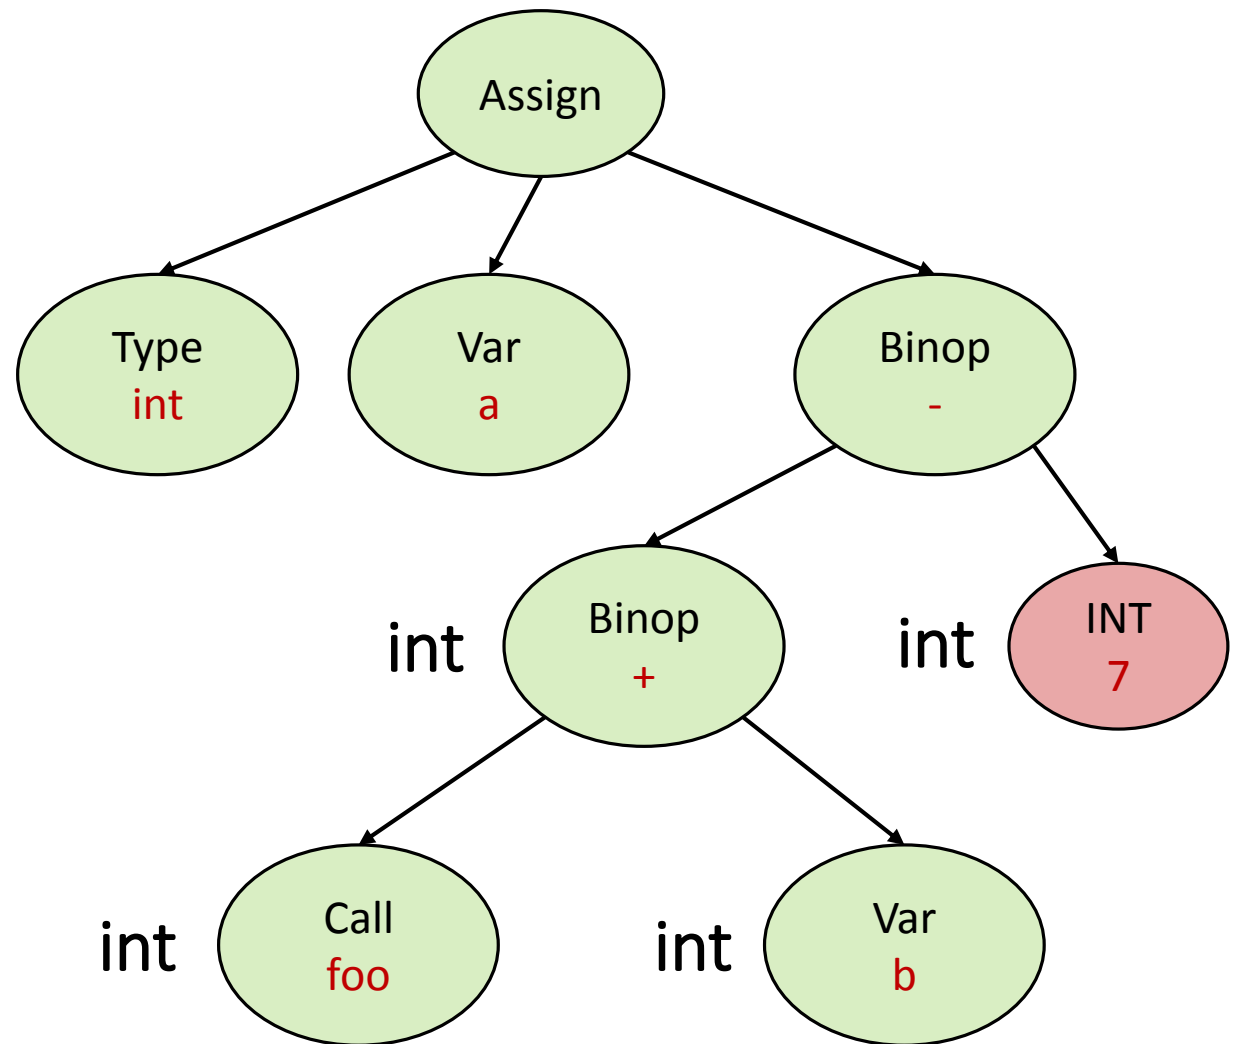 Assign
Type
int
Var
a
Binop
-
int
Binop
+
int
INT
7
int
Call
foo
int
Var
b